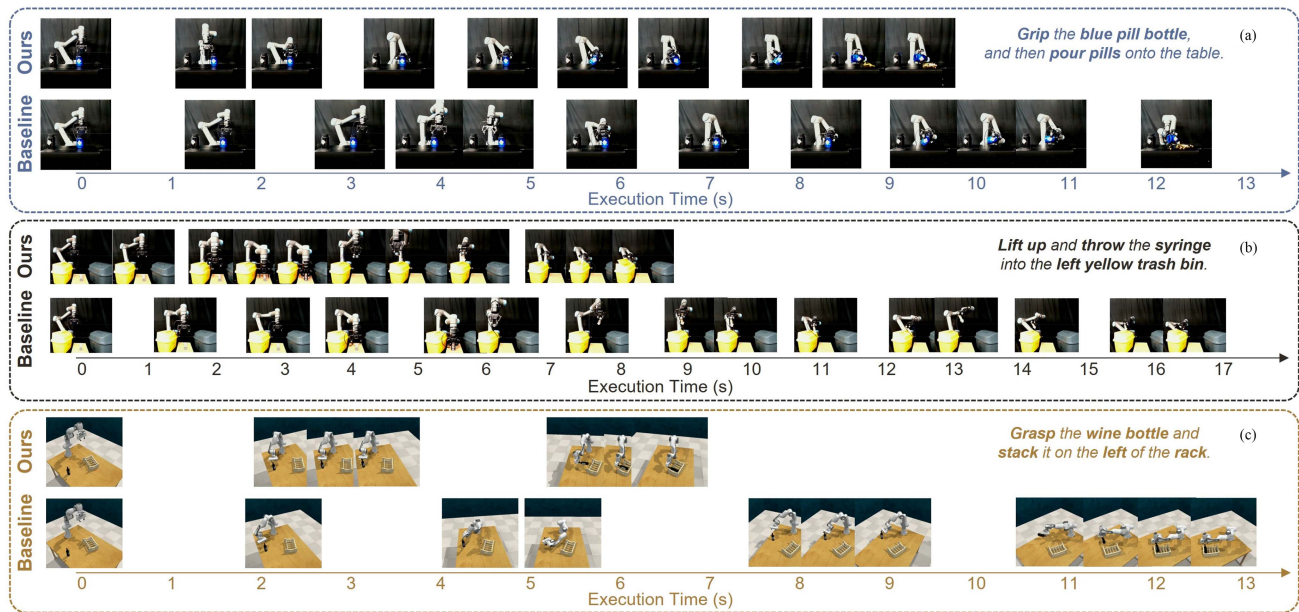 Ours
Grip the blue pill bottle,
and then pour pills onto the table.
(a)
Baseline
0 1 2 3 4 5 6 7 8 9 10 11 12 13
Execution Time (s)
Ours
Lift up and throw the syringe
into the left yellow trash bin.
(b)
Baseline
0 1 2 3 4 5 6 7 8 9 10 11 12 13 14 15 16 17
Execution Time (s)
Ours
Grasp the wine bottle and
stack it on the left of the rack.
(c)
Baseline
0 1 2 3 4 5 6 7 8 9 10 11 12 13
Execution Time (s)